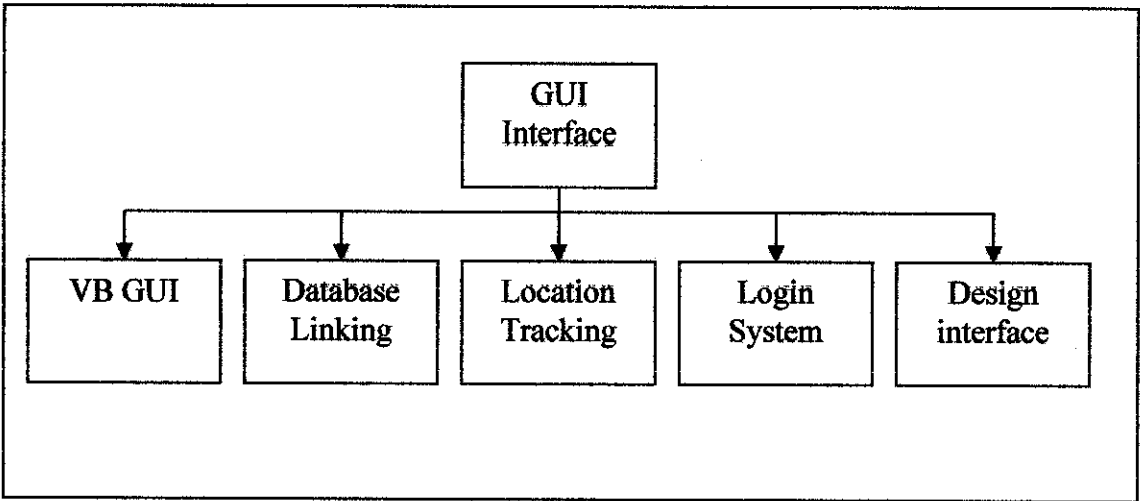 GUI
Interface
VB GUI
Database
Linking
Location
Tracking
Login
System
Design
interface